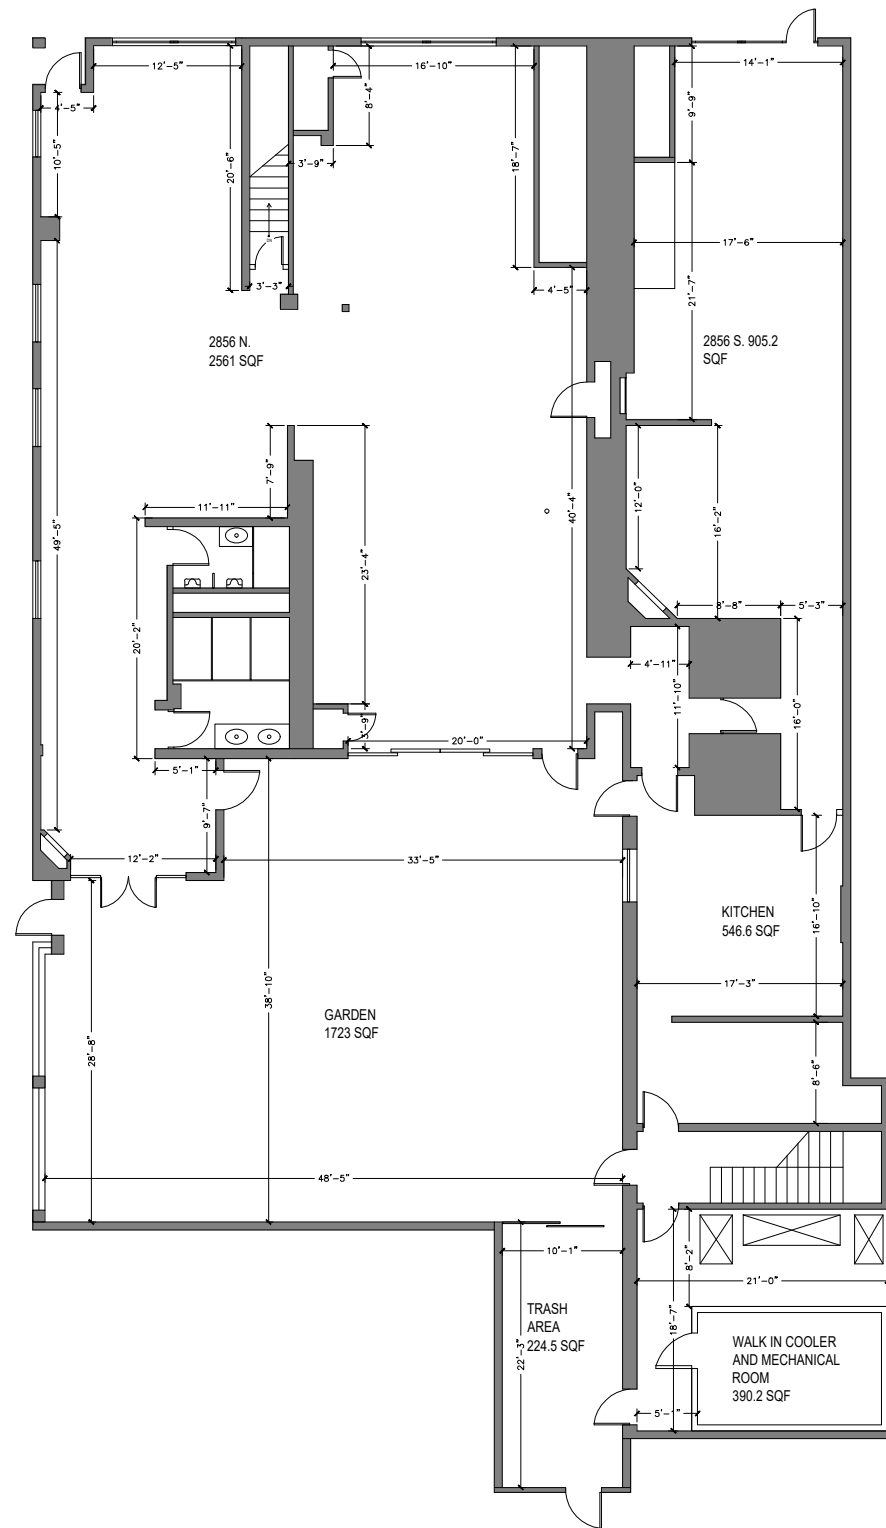 12'-5"
16'-10"
14'-1"
4'-5"
8'-4"
9'-9"
10'-5"
20'-6"
3'-9"
18'-7"
17'-6"
DN
3'-3"
4'-5"
21'-7"
2856 N.
2561 SQF
2856 S. 905.2
SQF
7'-9"
11'-11"
12'-0"
16'-2"
40'-4"
49'-5"
23'-4"
8'-8"
5'-3"
20'-2"
4'-11"
11'-10"
16'-0"
3'-9"
20'-0"
5'-1"
9'-7"
12'-2"
33'-5"
KITCHEN
546.6 SQF
16'-10"
17'-3"
38'-10"
GARDEN
1723 SQF
28'-8"
8'-6"
48'-5"
10'-1"
8'-2"
21'-0"
18'-7"
TRASH
AREA
224.5 SQF
22'-3"
WALK IN COOLER
AND MECHANICAL
ROOM
390.2 SQF
5'-1"